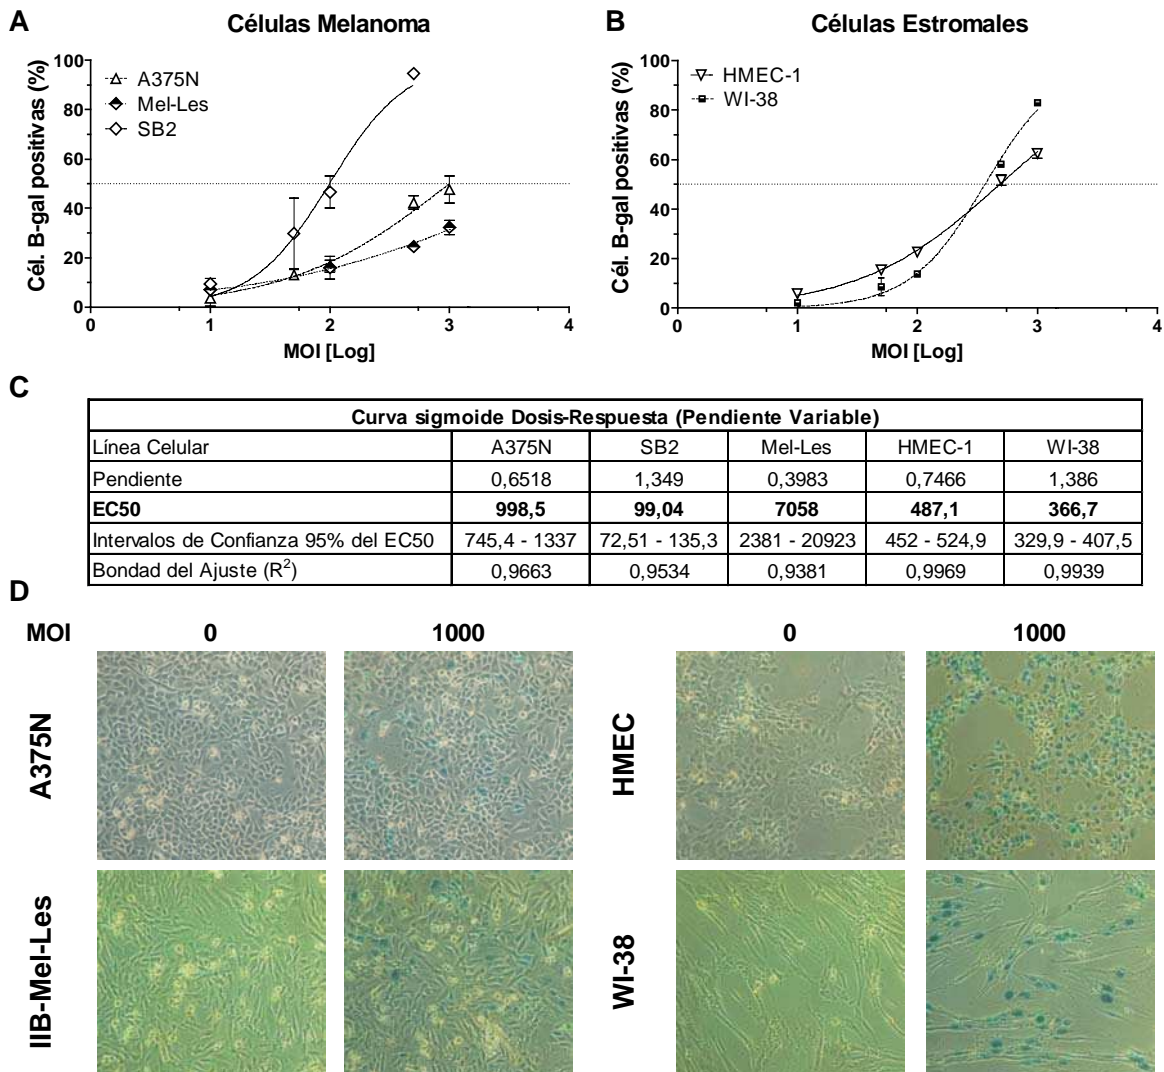 A
Células Melanoma
Cél. B-gal positivas (%)
100
80
60
40
20
0
A375N
Mel-Les
SB2
0
1
2
3
4
MOI [Log]
B
Células Estromales
Cél. B-gal positivas (%)
100
80
60
40
20
0
HMEC-1
WI-38
0
1
2
3
4
MOI [Log]
C
Curva sigmoide Dosis-Respuesta (Pendiente Variable)
Línea Celular A375N SB2 Mel-Les HMEC-1 WI-38
Pendiente 0,6518 1,349 0,3983 0,7466 1,386
EC50 998,5 99,04 7058 487,1 366,7
Intervalos de Confianza 95% del EC50 745,4 - 1337 72,51 - 135,3 2381 - 20923 452 - 524,9 329,9 - 407,5
Bondad del Ajuste (R²) 0,9663 0,9534 0,9381 0,9969 0,9939
D
MOI 0 1000 0 1000
A375N
HMEC
IIB-Mel-Les
WI-38